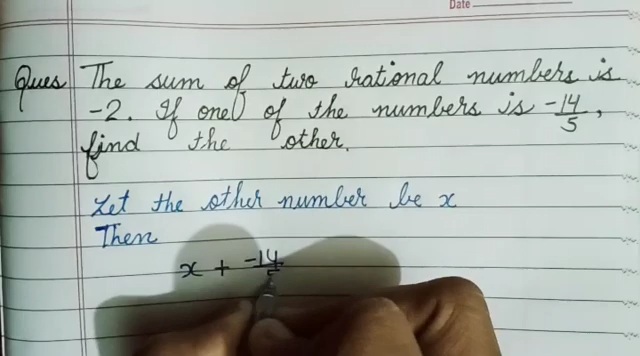 Date
Ques The sum of two rational numbers is
-2. If one of the numbers is -14/5,
find the other.
Let the other number be x
Then
x + -14/5